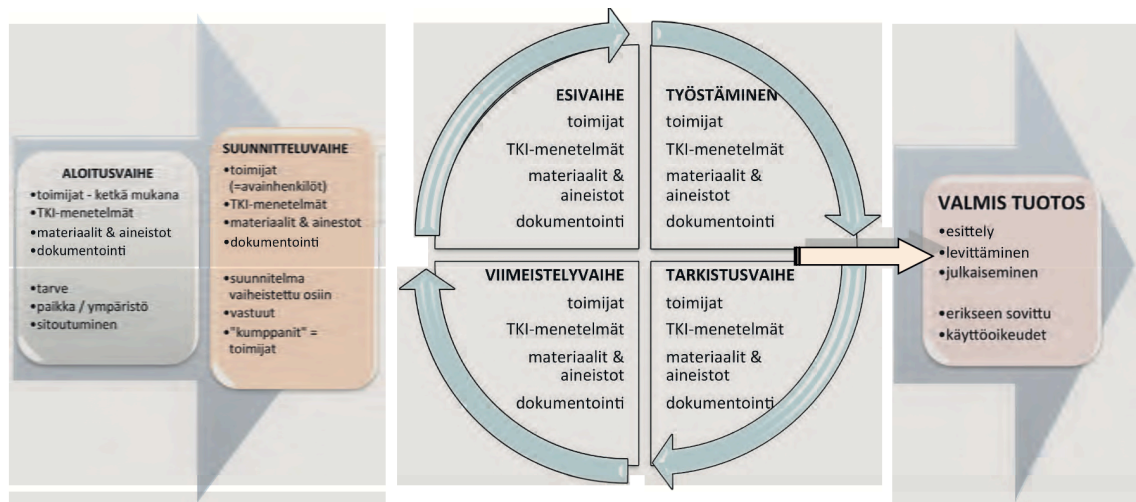 ALOITUSVAIHE
•toimijat - ketkä mukana
•TKI-menetelmät
•materiaalit & aineistot
•dokumentointi
•tarve
•paikka / ympäristö
•sitoutuminen
SUUNNITTELUVAIHE
•toimijat
(=avainhenkilöt)
•TKI-menetelmät
•materiaalit & ainestot
•dokumentointi
•suunnitelma
vaiheistettu osiin
•vastuut
•"kumppanit" =
toimijat
ESIVAIHE
toimijat
TKI-menetelmät
materiaalit &
aineistot
dokumentointi
TYÖSTÄMINEN
toimijat
TKI-menetelmät
materiaalit &
aineistot
dokumentointi
VIIMEISTELYVAIHE
toimijat
TKI-menetelmät
materiaalit &
aineistot
dokumentointi
TARKISTUSVAIHE
toimijat
TKI-menetelmät
materiaalit &
aineistot
dokumentointi
VALMIS TUOTOS
•esittely
•levittäminen
•julkaiseminen
•erikseen sovittu
•käyttöoikeudet